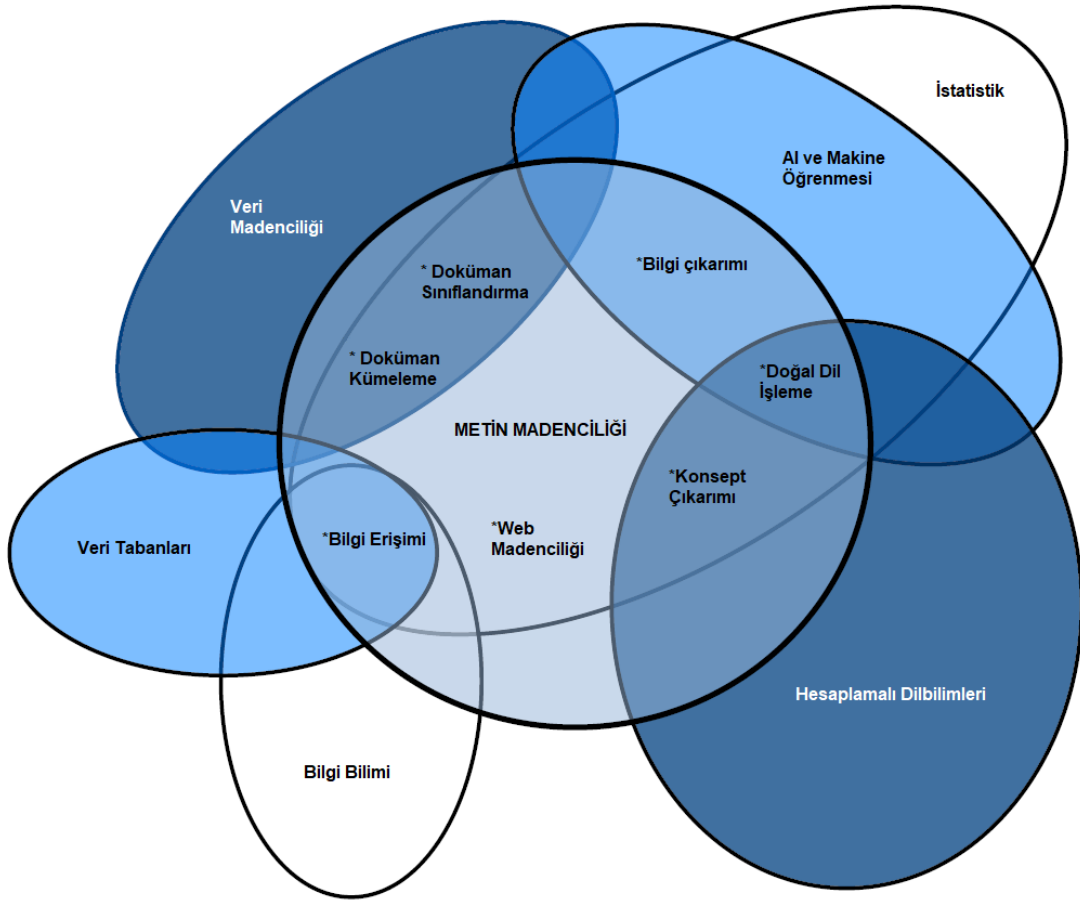 İstatistik
AI ve Makine
Öğrenmesi
Veri
Madenciliği
*Bilgi çıkarımı
* Doküman
Sınıflandırma
* Doküman
Kümeleme
*Doğal Dil
İşleme
METİN MADENCİLİĞİ
*Konsept
Çıkarımı
*Web
Madenciliği
*Bilgi Erişimi
Veri Tabanları
Hesaplamalı Dilbilimleri
Bilgi Bilimi